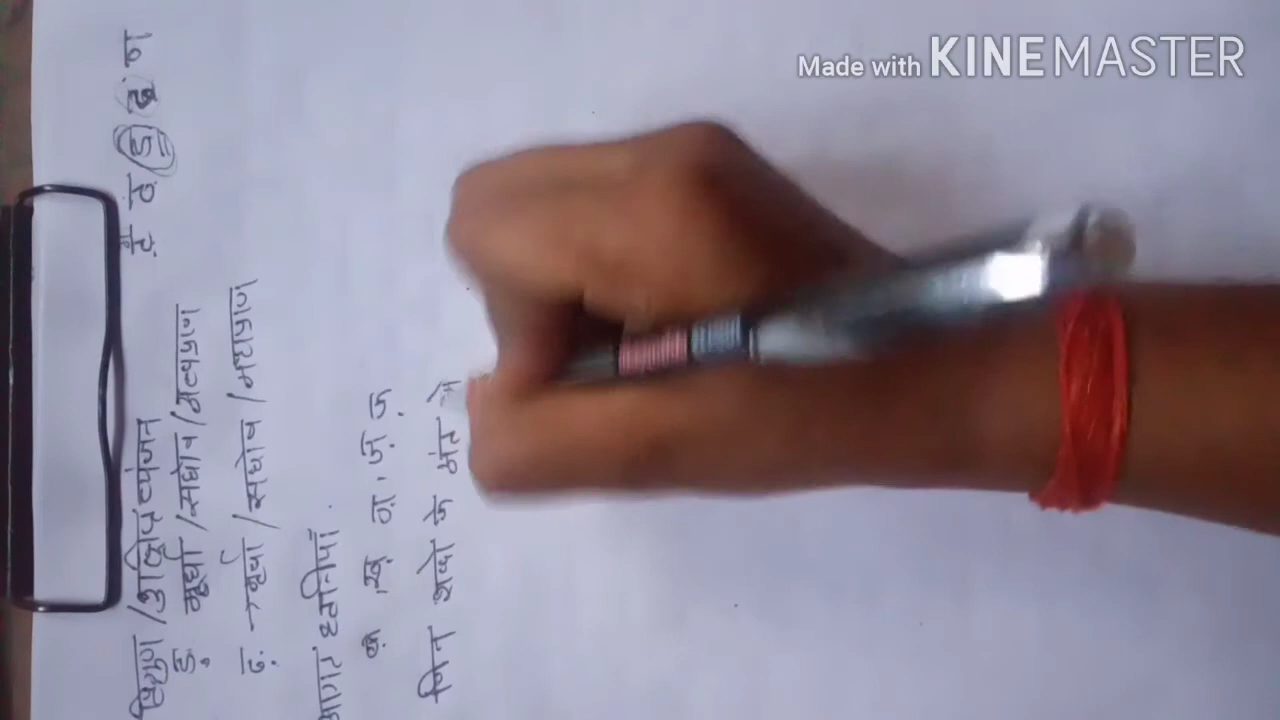 Made with KINEMASTER
द्विगुण / उत्क्षिप्त व्यंजन
ट ठ ड ढ ण
ड़ मूर्धा / सघोष / अल्पप्राण
ढ़ → मूर्धा / सघोष / महाप्राण
आगत ध्वनियाँ
जिन शब्दो के अंत